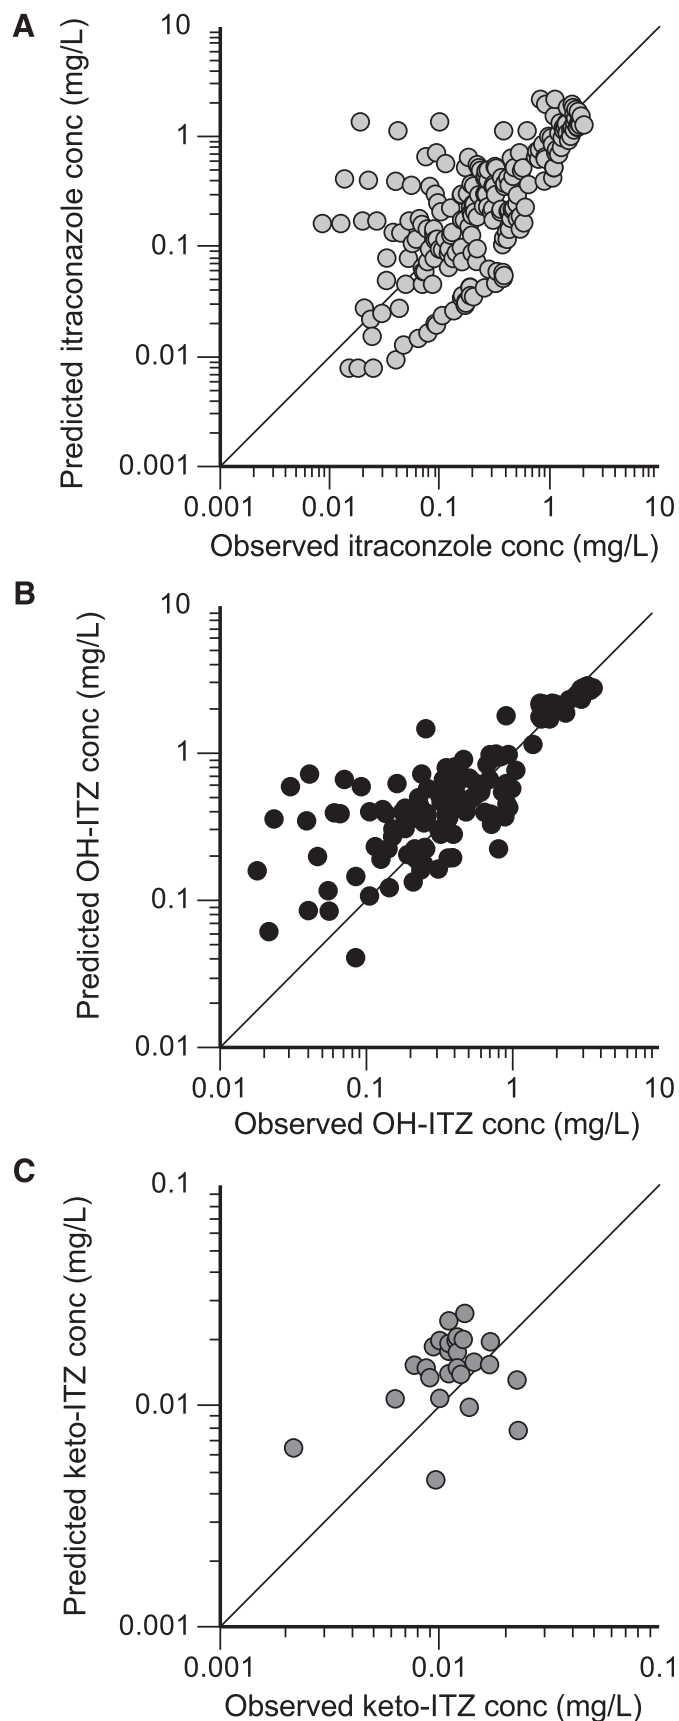 A
Predicted itraconazole conc (mg/L)
10
1
0.1
0.01
0.001
0.001 0.01 0.1 1 10
Observed itraconzole conc (mg/L)
B
Predicted OH-ITZ conc (mg/L)
10
1
0.1
0.01
0.01 0.1 1 10
Observed OH-ITZ conc (mg/L)
C
Predicted keto-ITZ conc (mg/L)
0.1
0.01
0.001
0.001 0.01 0.1
Observed keto-ITZ conc (mg/L)